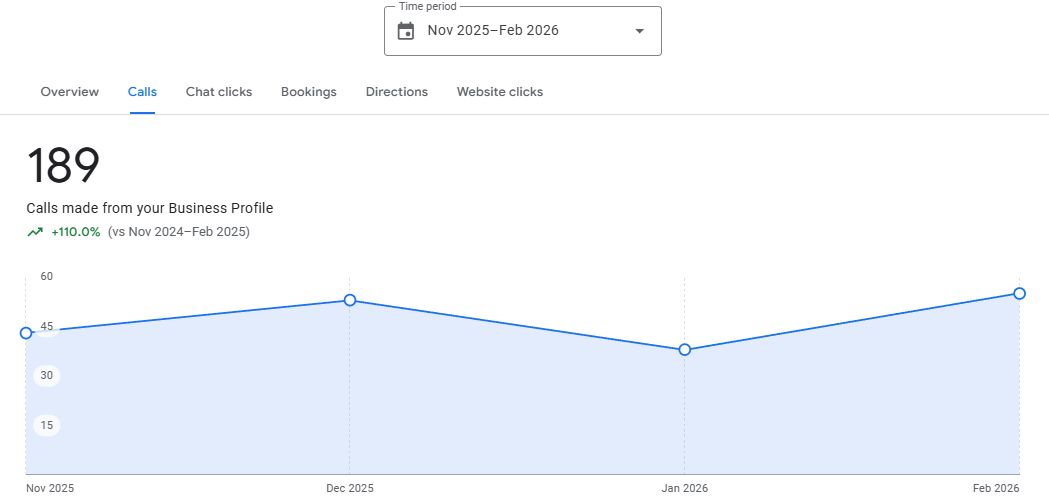 Time period
Nov 2025–Feb 2026
Overview Calls Chat clicks Bookings Directions Website clicks
189
Calls made from your Business Profile
+110.0% (vs Nov 2024–Feb 2025)
60
45
30
15
Nov 2025 Dec 2025 Jan 2026 Feb 2026